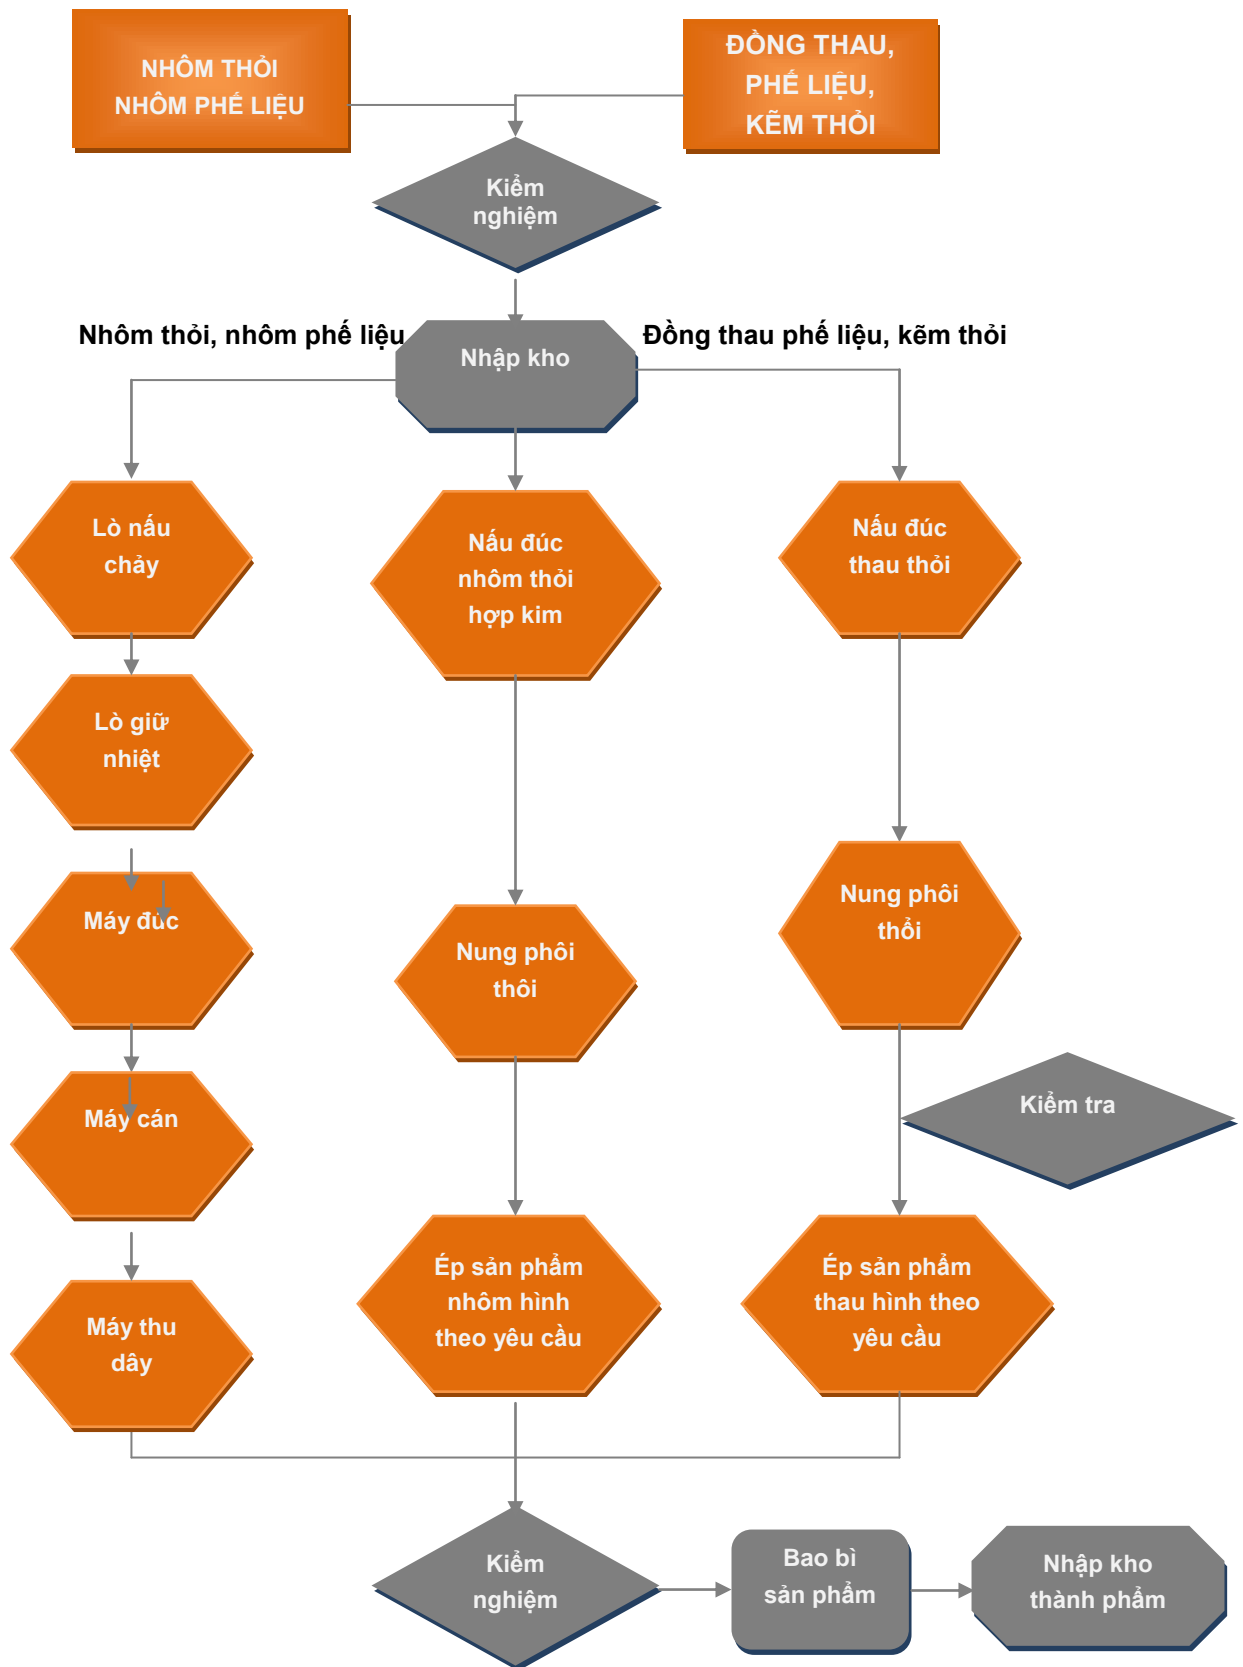 NHÔM THỎI
NHÔM PHẾ LIỆU
ĐỒNG THAU,
PHẾ LIỆU,
KẼM THỎI
Kiểm
nghiệm
Nhôm thỏi, nhôm phế liệu
Nhập kho
Đồng thau phế liệu, kẽm thỏi
Lò nấu
chảy
Nấu đúc
nhôm thỏi
hợp kim
Nấu đúc
thau thỏi
Lò giữ
nhiệt
Máy đúc
Nung phôi
thôi
Nung phôi
thổi
Máy cán
Kiểm tra
Ép sản phẩm
nhôm hình
theo yêu cầu
Ép sản phẩm
thau hình theo
yêu cầu
Máy thu
dây
Kiểm
nghiệm
Bao bì
sản phẩm
Nhập kho
thành phẩm